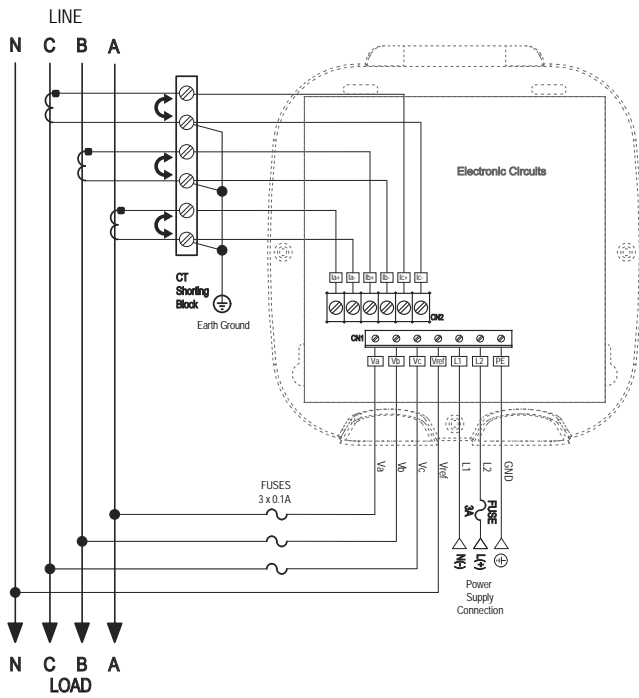 LINE
N C B A
Electronic Circuits
CT
Shorting
Block
Earth Ground
Ia+ Ia- Ib+ Ib- Ic+ Ic-
CN2
CN1
Va Vb Vc Vref L1 L2 PE
Va Vb Vc Vref L1 L2 GND
FUSES
3 x 0.1A
FUSE
3A
N(-) L(+)
Power
Supply
Connection
N C B A
LOAD